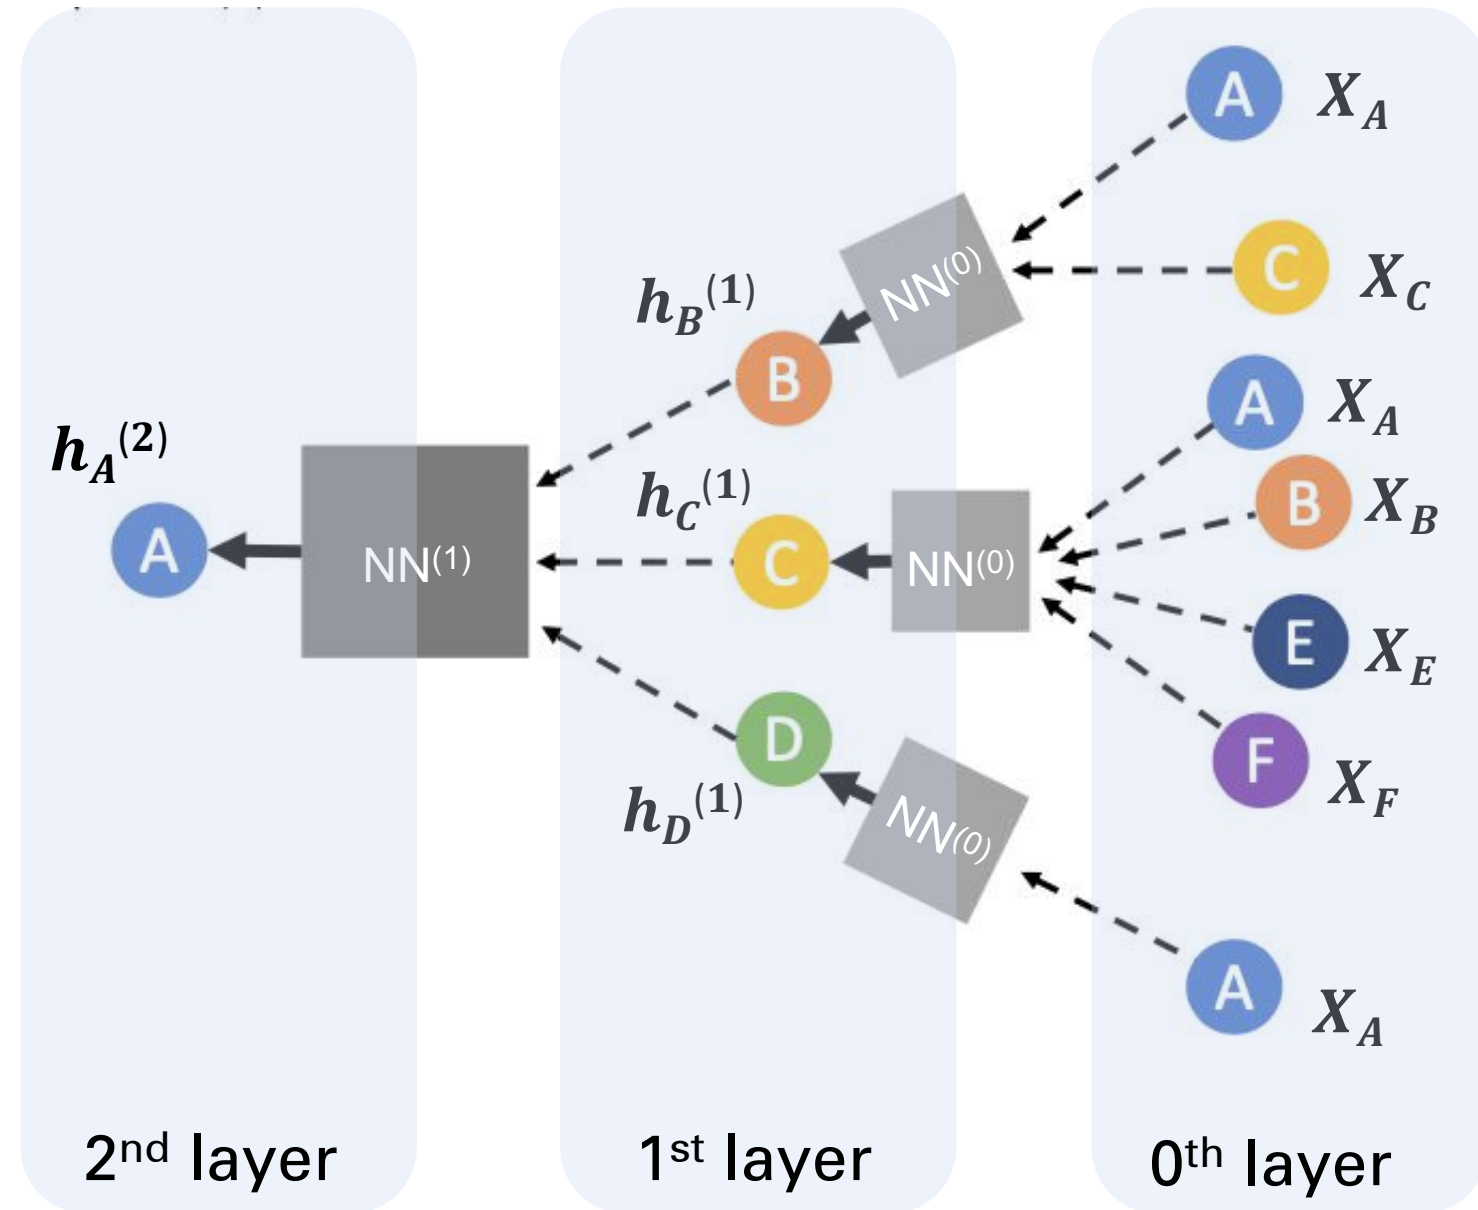 A X_A
C X_C
NN^(0)
h_B^(1)
B
A X_A
h_A^(2)
B X_B
h_C^(1)
A
NN^(1)
C
NN^(0)
E X_E
D
F X_F
h_D^(1)
NN^(0)
A X_A
2nd layer
1st layer
0th layer